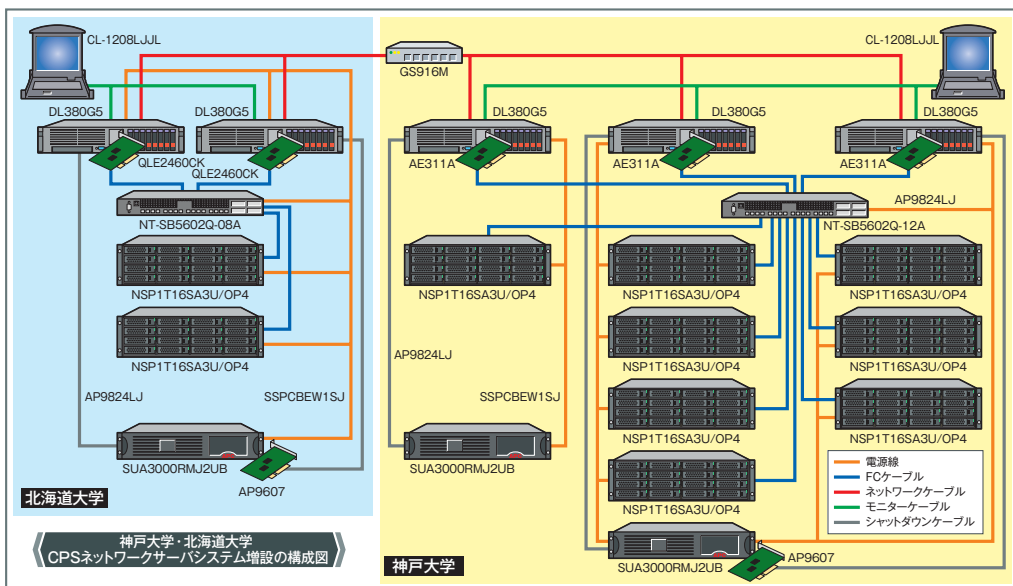 CL-1208LJJL
GS916M
CL-1208LJJL
DL380G5
DL380G5
DL380G5
DL380G5
DL380G5
QLE2460CK
QLE2460CK
AE311A
AE311A
AE311A
AP9824LJ
NT-SB5602Q-08A
NT-SB5602Q-12A
NSP1T16SA3U/OP4
NSP1T16SA3U/OP4
NSP1T16SA3U/OP4
NSP1T16SA3U/OP4
NSP1T16SA3U/OP4
NSP1T16SA3U/OP4
NSP1T16SA3U/OP4
AP9824LJ
AP9824LJ
SSPCBEW1SJ
SSPCBEW1SJ
NSP1T16SA3U/OP4
NSP1T16SA3U/OP4
SUA3000RMJ2UB
SUA3000RMJ2UB
NSP1T16SA3U/OP4
AP9607
北海道大学
電源線
FCケーブル
ネットワークケーブル
モニターケーブル
シャットダウンケーブル
神戸大学・北海道大学
CPSネットワークサーバシステム増設の構成図
神戸大学
SUA3000RMJ2UB
AP9607